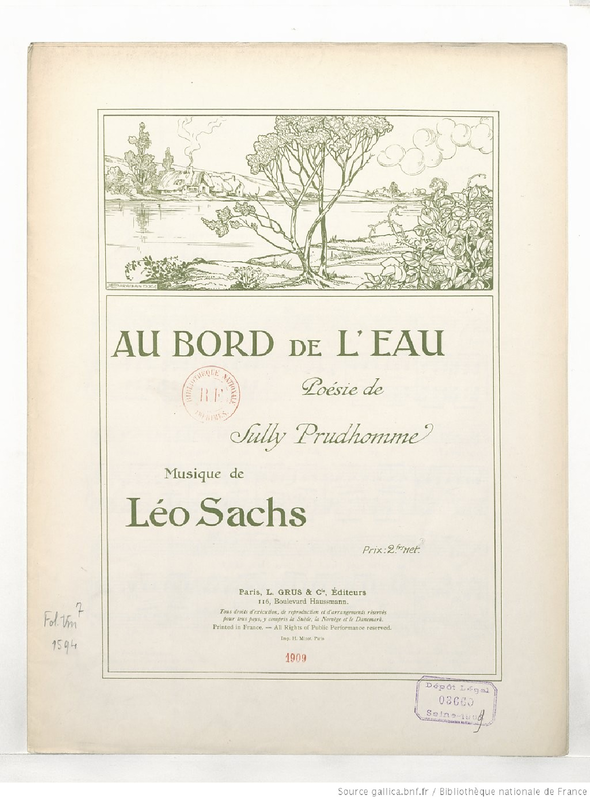 AU BORD DE L'EAU
Poésie de
Sully Prudhomme
Musique de
Léo Sachs
Prix: 2 frs net.
Paris, L. GRUS & Cie, Éditeurs
116, Boulevard Haussmann.
Tous droits d'exécution, de reproduction et d'arrangements réservés
pour tous pays, y compris la Suède, la Norvège et le Danemark.
Printed in France. — All Rights of Public Performance reserved.
1909
BIBLIOTHEQUE NATIONALE
RF
Fol Vm7
1594
Dépôt Légal
Seine
Source gallica.bnf.fr / Bibliothèque nationale de France